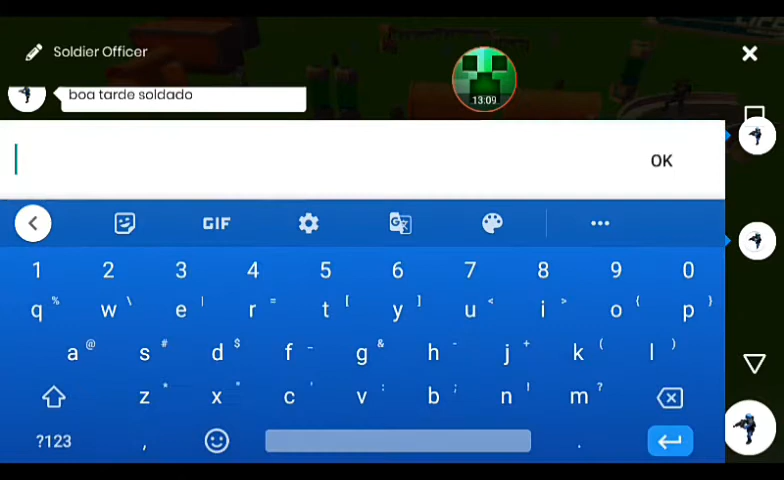 Soldier Officer
boa tarde soldado
13:09
OK
GIF
1 2 3 4 5 6 7 8 9 0
q % w \ e | r = t [ y ] u < i > o { p }
a @ s # d $ f _ g & h - j + k ( l )
z * x " c ' v : b ; n ! m ?
?123 , .